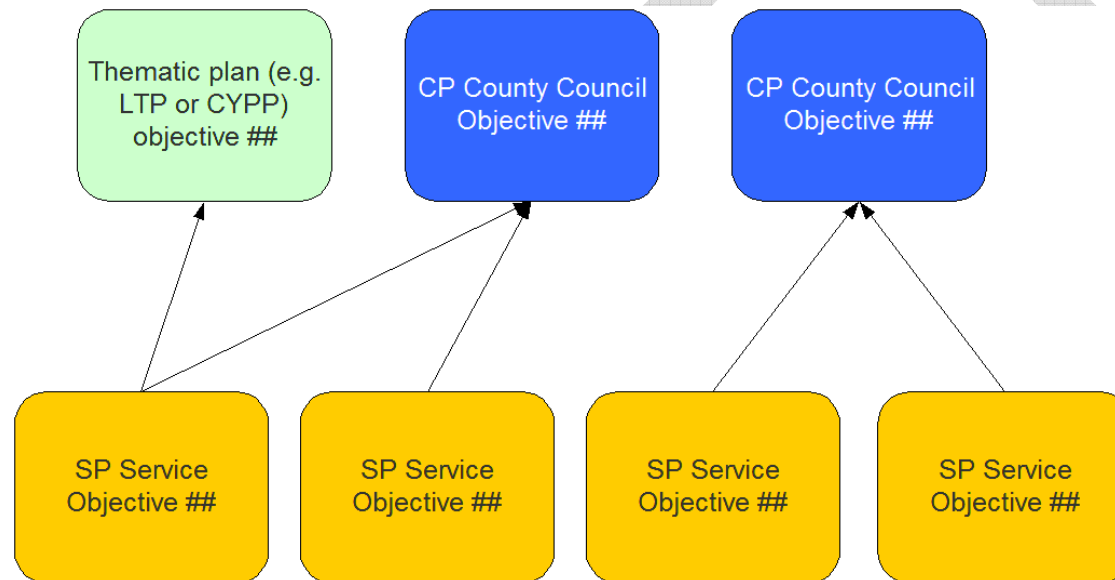 Thematic plan (e.g.
LTP or CYPP)
objective ##
CP County Council
Objective ##
CP County Council
Objective ##
SP Service
Objective ##
SP Service
Objective ##
SP Service
Objective ##
SP Service
Objective ##